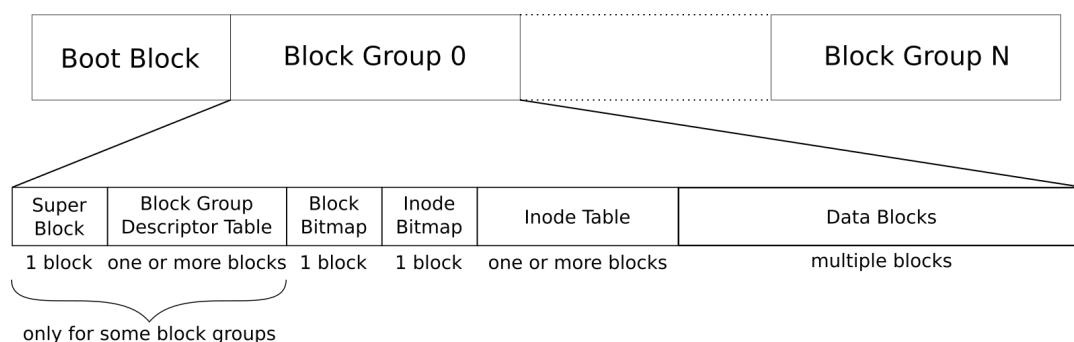 Boot Block
Block Group 0
Block Group N
Super
Block
Block Group
Descriptor Table
Block
Bitmap
Inode
Bitmap
Inode Table
Data Blocks
1 block
one or more blocks
1 block
1 block
one or more blocks
multiple blocks
only for some block groups